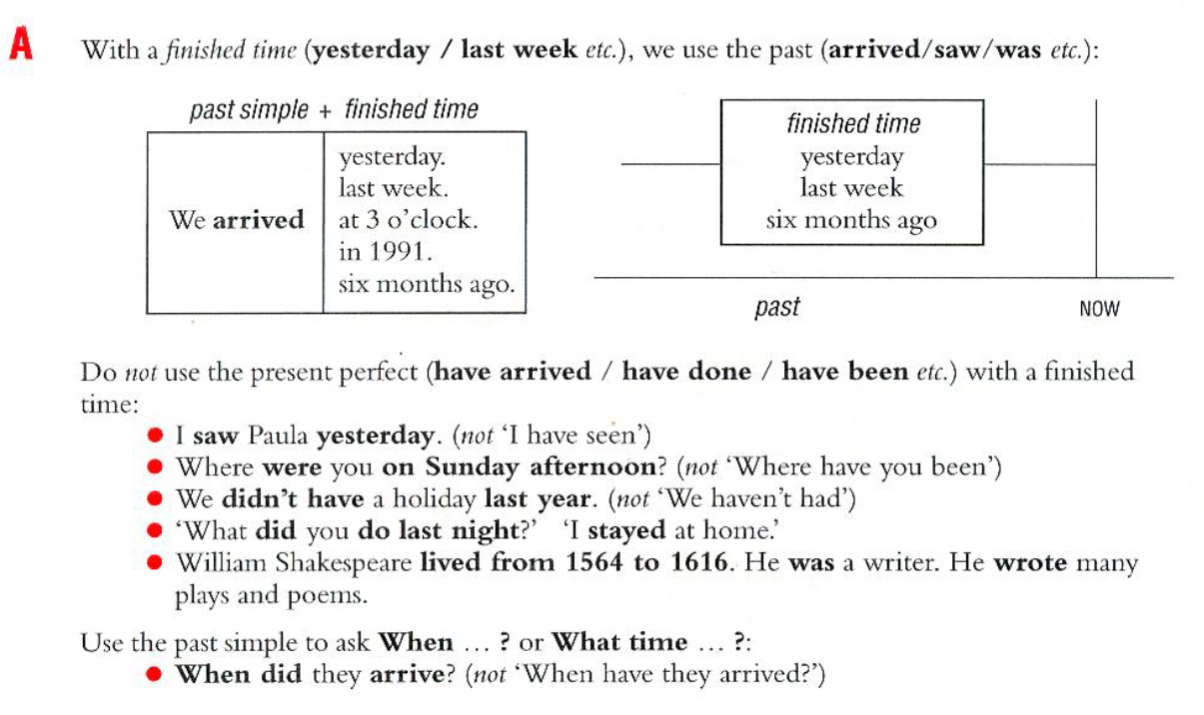 A
With a finished time (yesterday / last week etc.), we use the past (arrived/saw/was etc.):
past simple + finished time
We arrived
yesterday.
last week.
at 3 o’clock.
in 1991.
six months ago.
finished time
yesterday
last week
six months ago
past
NOW
Do not use the present perfect (have arrived / have done / have been etc.) with a finished
time:
• I saw Paula yesterday. (not ‘I have seen’)
• Where were you on Sunday afternoon? (not ‘Where have you been’)
• We didn’t have a holiday last year. (not ‘We haven’t had’)
• ‘What did you do last night?’ ‘I stayed at home.’
• William Shakespeare lived from 1564 to 1616. He was a writer. He wrote many
plays and poems.
Use the past simple to ask When ... ? or What time ... ?:
• When did they arrive? (not ‘When have they arrived?’)